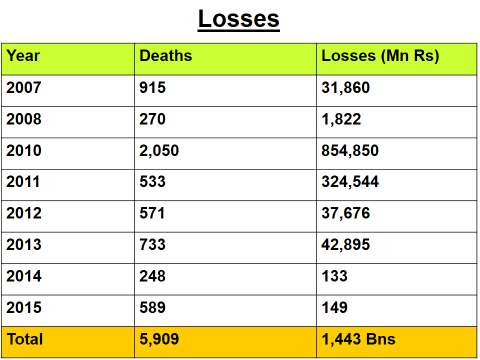 Losses
Year Deaths Losses (Mn Rs)
2007 915 31,860
2008 270 1,822
2010 2,050 854,850
2011 533 324,544
2012 571 37,676
2013 733 42,895
2014 248 133
2015 589 149
Total 5,909 1,443 Bns